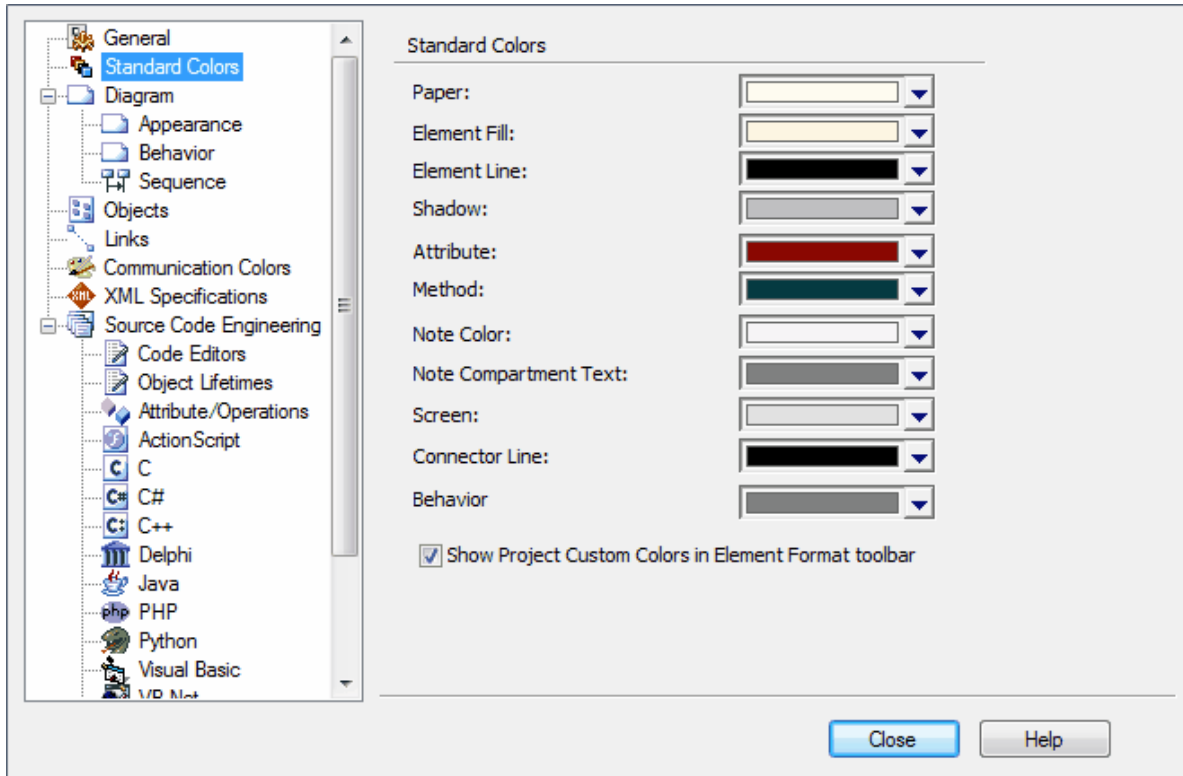 General
Standard Colors
Diagram
Appearance
Behavior
Sequence
Objects
Links
Communication Colors
XML Specifications
Source Code Engineering
Code Editors
Object Lifetimes
Attribute/Operations
ActionScript
C
C#
C++
Delphi
Java
php PHP
Python
Visual Basic
VB.Net
Standard Colors
Paper:
Element Fill:
Element Line:
Shadow:
Attribute:
Method:
Note Color:
Note Compartment Text:
Screen:
Connector Line:
Behavior
Show Project Custom Colors in Element Format toolbar
Close
Help